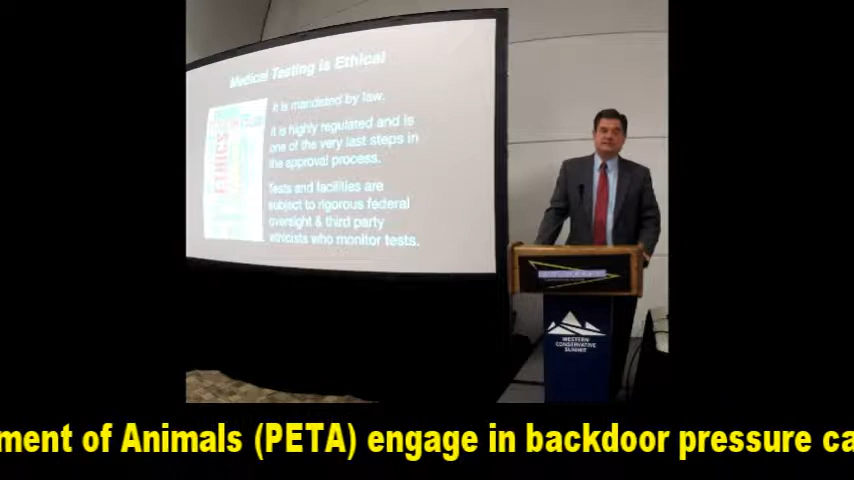 Medical Testing is Ethical
It is mandated by law.
It is highly regulated and is
one of the very last steps in
the approval process.
Tests and facilities are
subject to rigorous federal
oversight & third party
ethicists who monitor tests.
ETHICS
WESTERN
CONSERVATIVE
SUMMIT
ment of Animals (PETA) engage in backdoor pressure ca